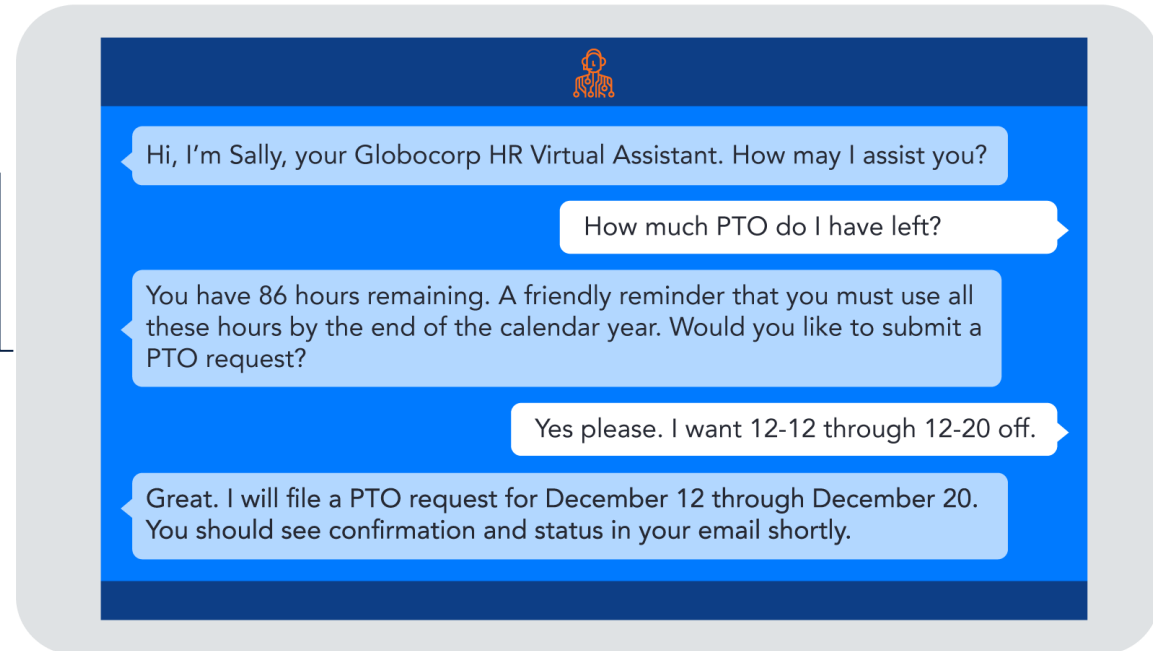 Hi, I’m Sally, your Globocorp HR Virtual Assistant. How may I assist you?
How much PTO do I have left?
You have 86 hours remaining. A friendly reminder that you must use all
these hours by the end of the calendar year. Would you like to submit a
PTO request?
Yes please. I want 12-12 through 12-20 off.
Great. I will file a PTO request for December 12 through December 20.
You should see confirmation and status in your email shortly.